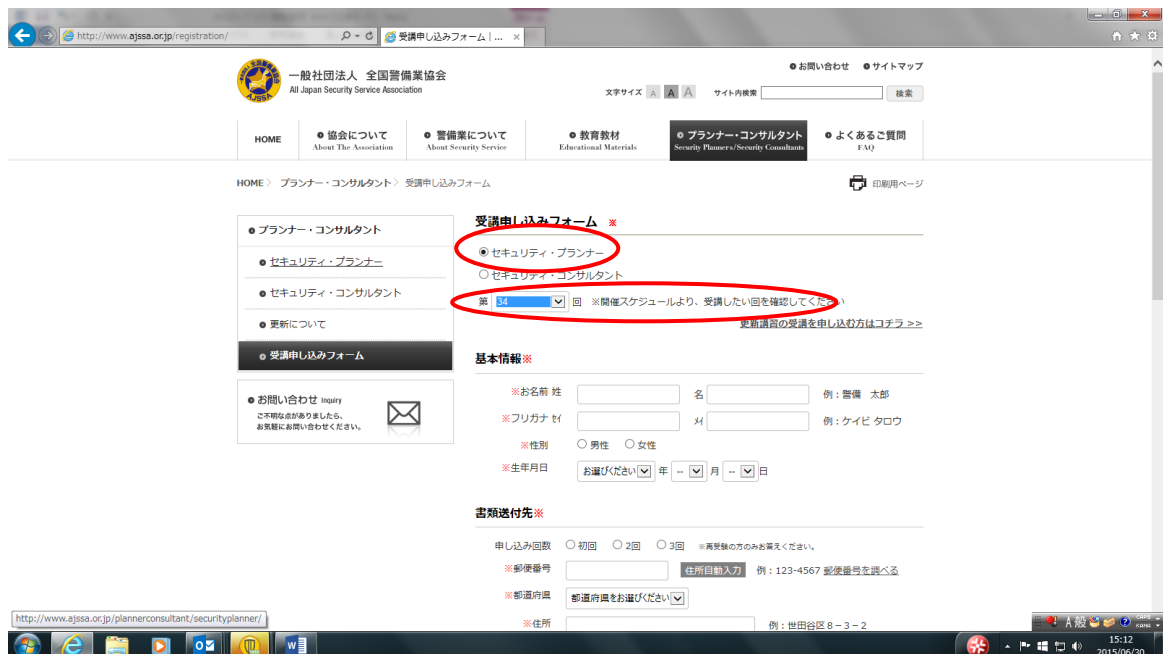 http://www.ajssa.or.jp/registration/
受講申し込みフォーム | ...
お問い合わせ サイトマップ
一般社団法人 全国警備業協会
All Japan Security Service Association
AJSSA
文字サイズ A A A サイト内検索 検索
HOME 協会について 警備業について 教育教材 プランナー・コンサルタント よくあるご質問
About The Association About Security Service Educational Materials Security Planners/Security Consultants FAQ
HOME 〉 プランナー・コンサルタント 〉 受講申し込みフォーム 印刷用ページ
プランナー・コンサルタント
セキュリティ・プランナー
セキュリティ・コンサルタント
更新について
受講申し込みフォーム
お問い合わせ Inquiry
ご不明な点がありましたら、
お気軽にお問い合わせください。
受講申し込みフォーム ※
セキュリティ・プランナー
セキュリティ・コンサルタント
第 34 回 ※開催スケジュールより、受講したい回を確認してください
更新講習の受講を申し込む方はコチラ >>
基本情報※
※お名前 姓 名 例：警備 太郎
※フリガナ セイ メイ 例：ケイビ タロウ
※性別 男性 女性
※生年月日 お選びください 年 -- 月 -- 日
書類送付先※
申し込み回数 初回 2回 3回 ※再受験の方のみお答えください。
※郵便番号 住所自動入力 例：123-4567 郵便番号を調べる
※都道府県 都道府県をお選びください
※住所 例：世田谷区８－３－２
http://www.ajssa.or.jp/plannerconsultant/securityplanner/
A 般 CAPS KANA
15:12
2015/06/30